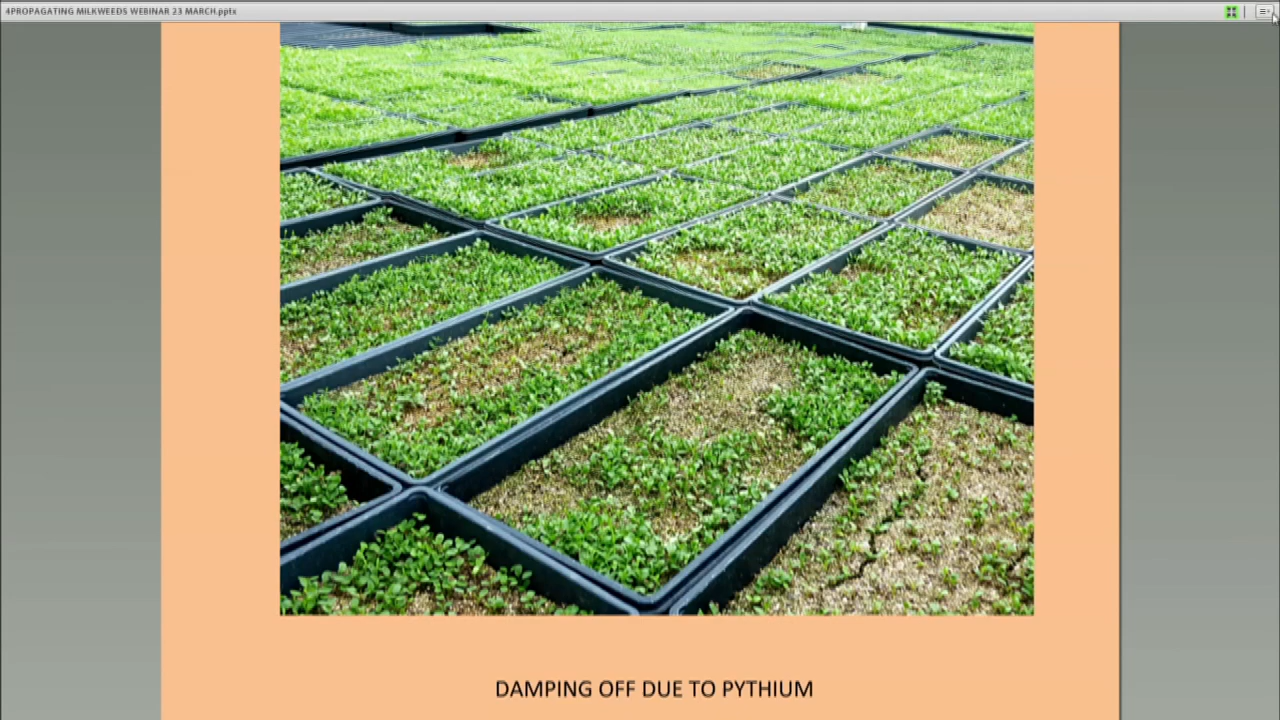 4PROPAGATING MILKWEEDS WEBINAR 23 MARCH.pptx
DAMPING OFF DUE TO PYTHIUM